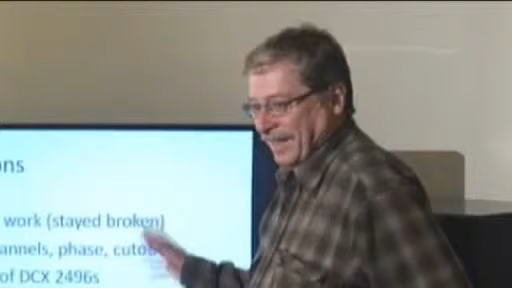 ons
work (stayed broken)
annels, phase, cuto
of DCX 2496s